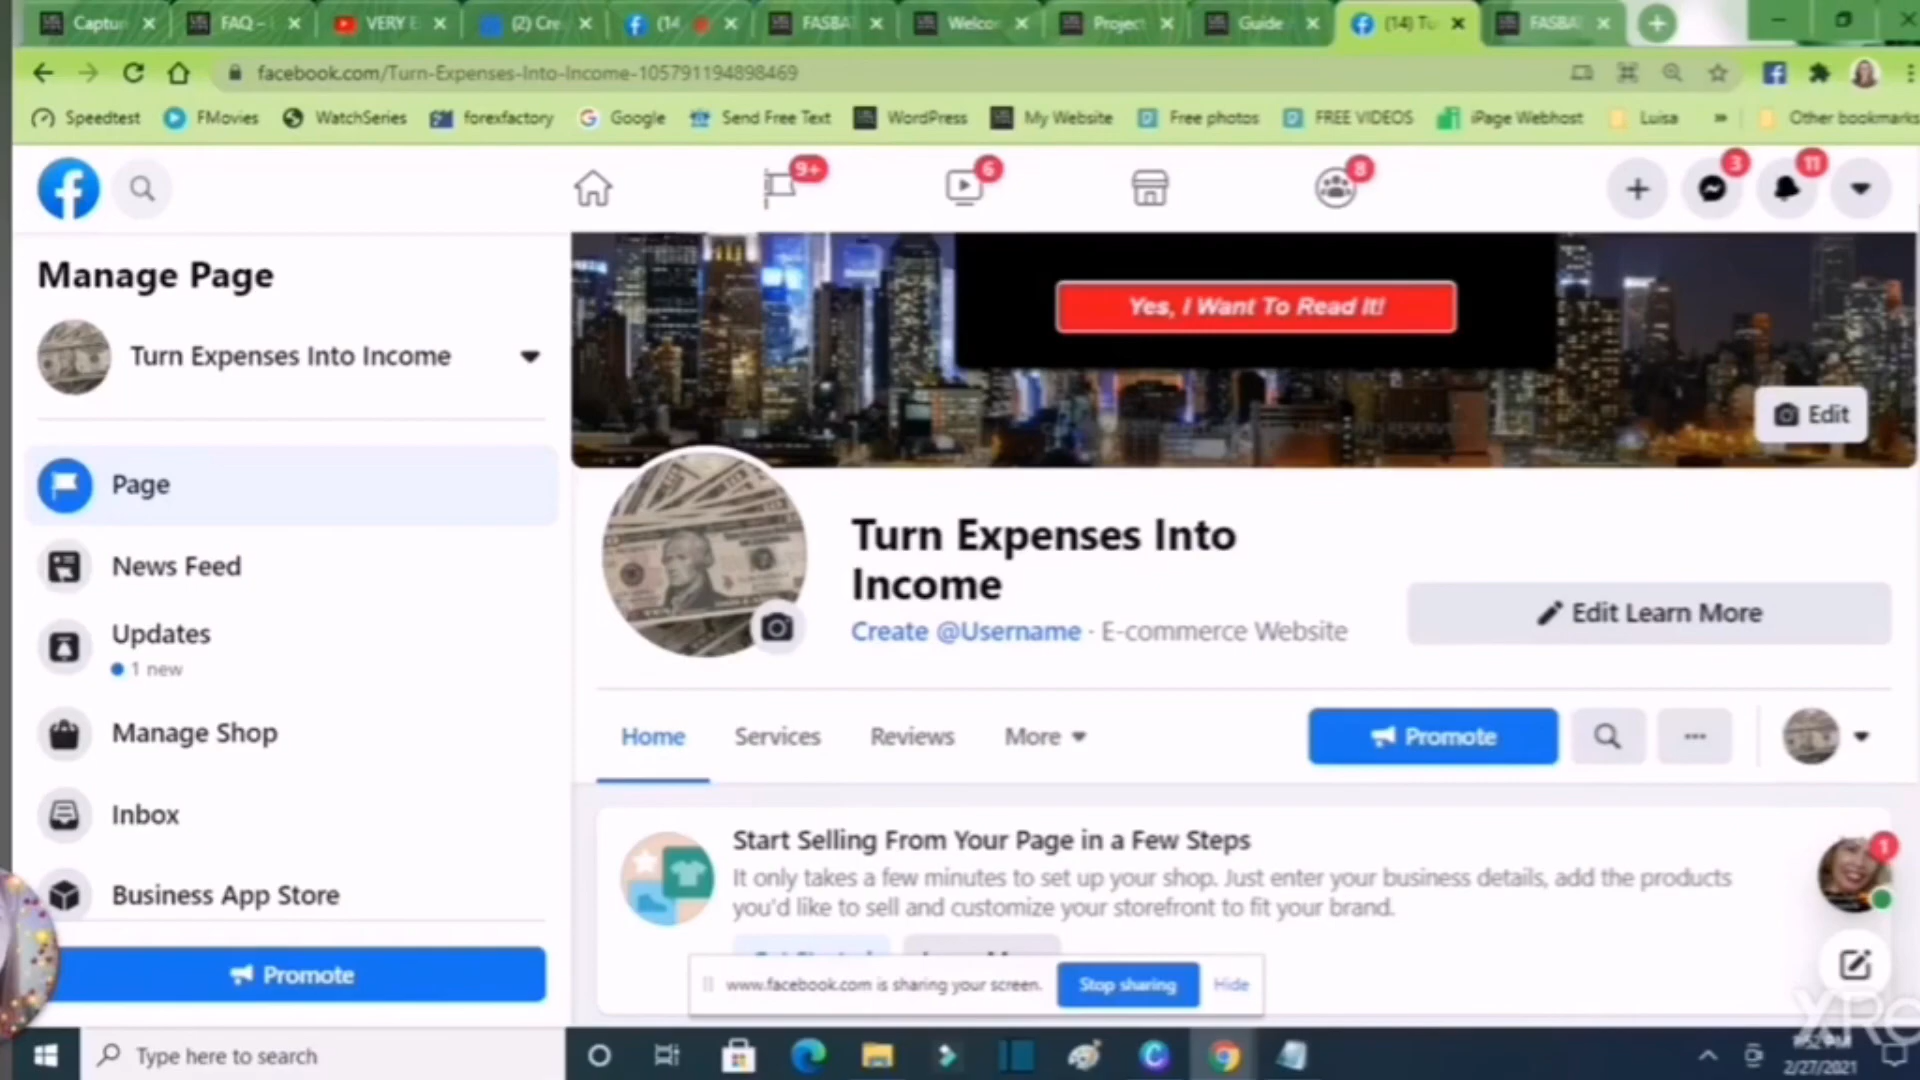 Captu
FAQ –
VERY E
(2) Cre
(14
FASBA
Welco
Project
Guide
(14) Tu
FASBA
facebook.com/Turn-Expenses-Into-Income-105791194898469
Speedtest
FMovies
WatchSeries
forexfactory
Google
Send Free Text
WordPress
My Website
Free photos
FREE VIDEOS
iPage Webhost
Luisa
»
Other bookmarks
9+
6
8
3
11
Manage Page
Turn Expenses Into Income
Page
News Feed
Updates
1 new
Manage Shop
Inbox
Business App Store
Promote
Yes, I Want To Read It!
Edit
Turn Expenses Into
Income
Create @Username · E-commerce Website
Edit Learn More
Home
Services
Reviews
More
Promote
Start Selling From Your Page in a Few Steps
It only takes a few minutes to set up your shop. Just enter your business details, add the products
you'd like to sell and customize your storefront to fit your brand.
1
www.facebook.com is sharing your screen.
Stop sharing
Hide
Type here to search
2/27/2021